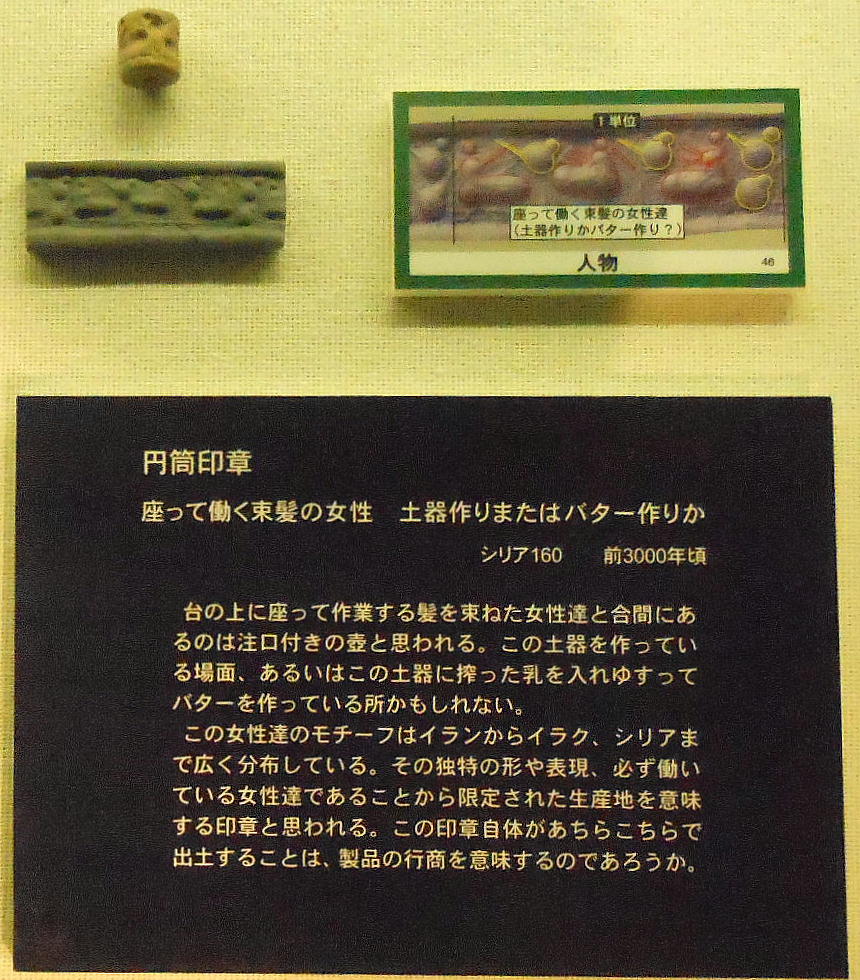 1単位
座って働く束髪の女性達
(土器作りかバター作り?)
人物
46
円筒印章
座って働く束髪の女性　土器作りまたはバター作りか
シリア160　前3000年頃
台の上に座って作業する髪を束ねた女性達と合間にあ
るのは注口付きの壺と思われる。この土器を作ってい
る場面、あるいはこの土器に搾った乳を入れゆすって
バターを作っている所かもしれない。
この女性達のモチーフはイランからイラク、シリアま
で広く分布している。その独特の形や表現、必ず働い
ている女性達であることから限定された生産地を意味
する印章と思われる。この印章自体があちらこちらで
出土することは、製品の行商を意味するのであろうか。